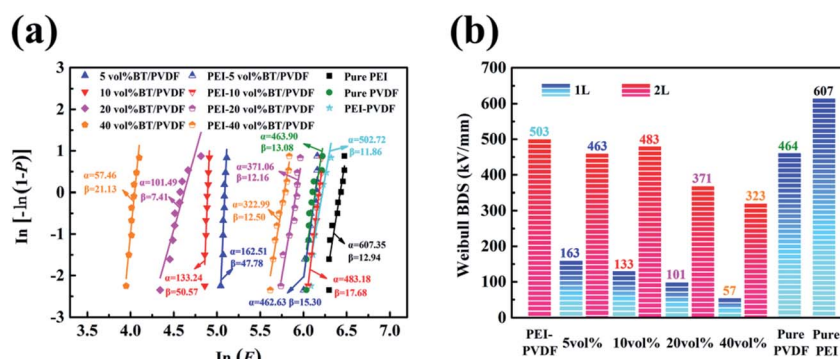 (a)
ln [-ln(1-P)]
3
2
1
0
-1
-2
-3
5 vol%BT/PVDF
10 vol%BT/PVDF
20 vol%BT/PVDF
40 vol%BT/PVDF
PEI-5 vol%BT/PVDF
PEI-10 vol%BT/PVDF
PEI-20 vol%BT/PVDF
PEI-40 vol%BT/PVDF
Pure PEI
Pure PVDF
PEI-PVDF
α=57.46
β=21.13
α=101.49
β=7.41
α=133.24
β=50.57
α=162.51
β=47.78
α=322.99
β=12.50
α=371.06
β=12.16
α=463.90
β=13.08
α=502.72
β=11.86
α=607.35
β=12.94
α=483.18
β=17.68
α=462.63 β=15.30
3.5 4.0 4.5 5.0 5.5 6.0 6.5 7.0
ln (E)
(b)
Weibull BDS (kV/mm)
700
600
500
400
300
200
100
0
1L
2L
503
163
463
133
483
101
371
57
323
464
607
PEI-
PVDF
5vol%
10vol%
20vol%
40vol%
Pure
PVDF
Pure
PEI